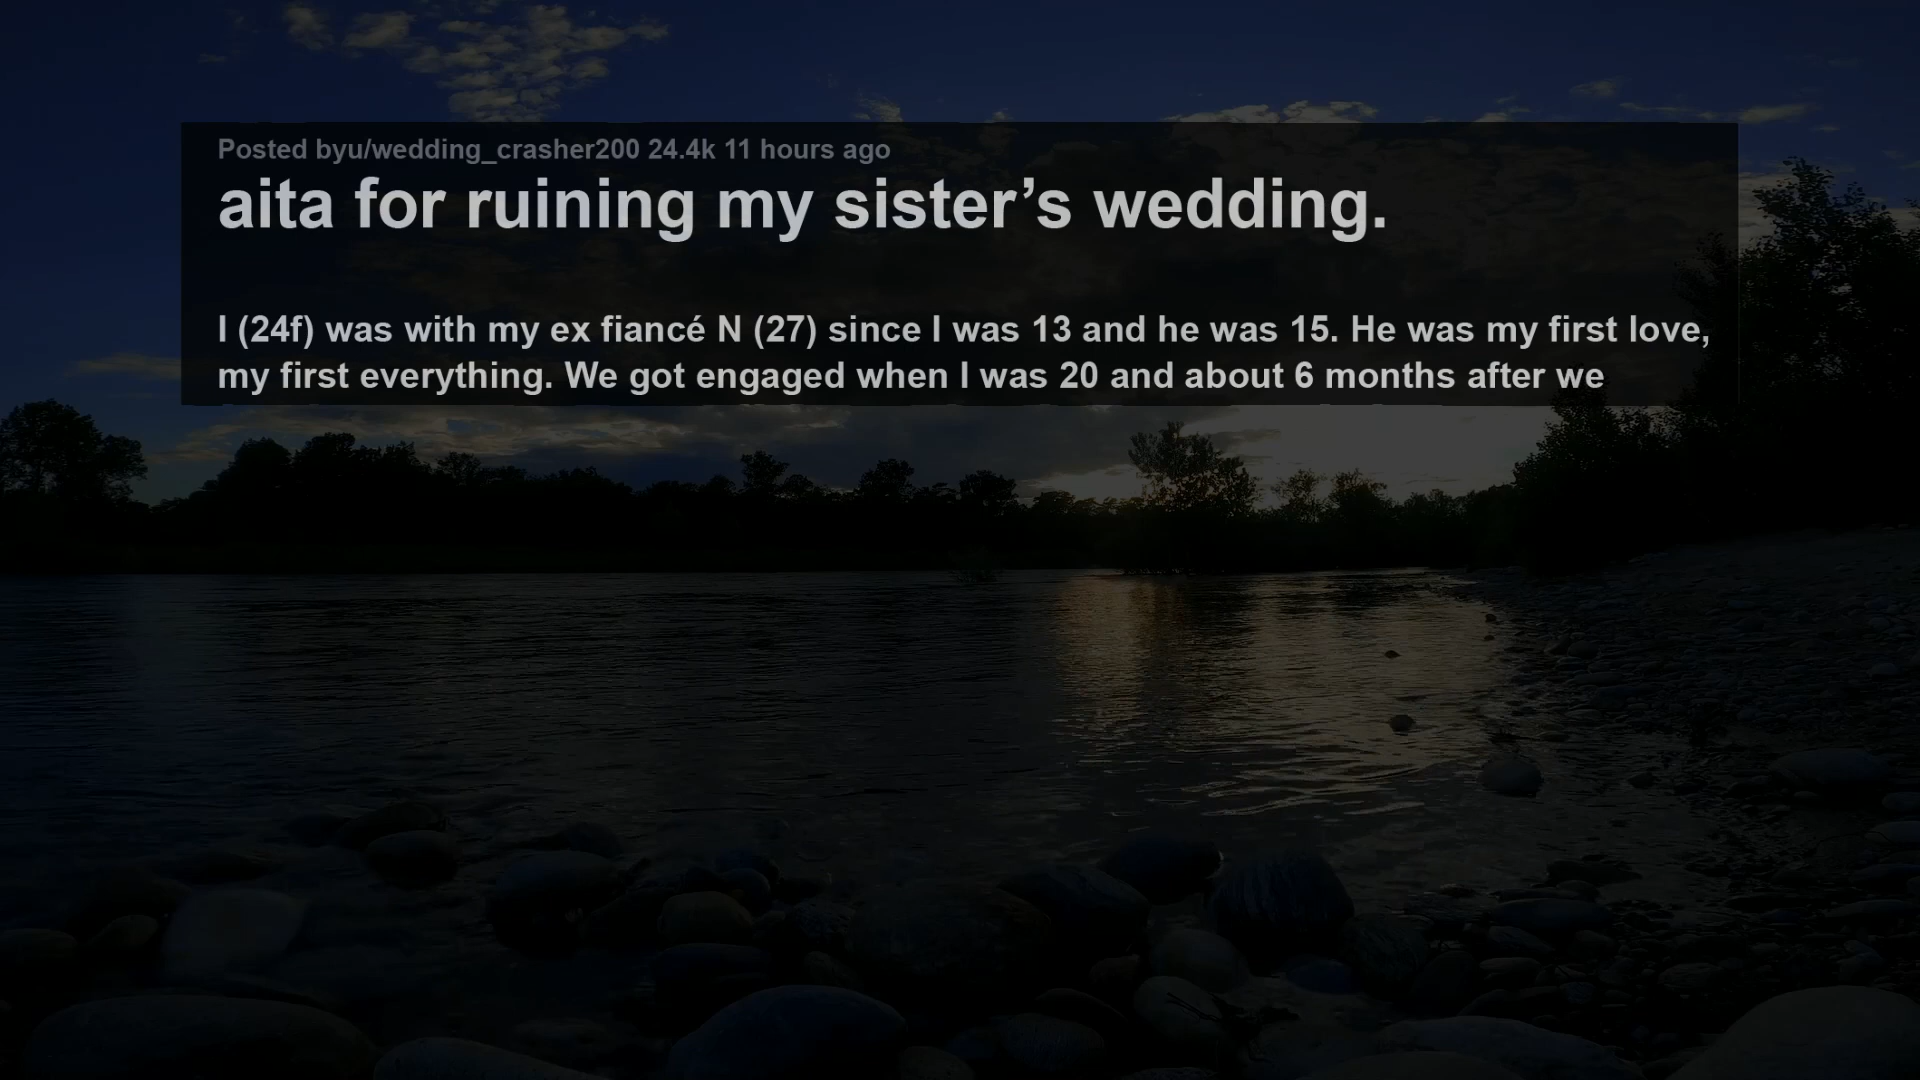 Posted byu/wedding_crasher200 24.4k 11 hours ago
aita for ruining my sister’s wedding.
I (24f) was with my ex fiancé N (27) since I was 13 and he was 15. He was my first love,
my first everything. We got engaged when I was 20 and about 6 months after we